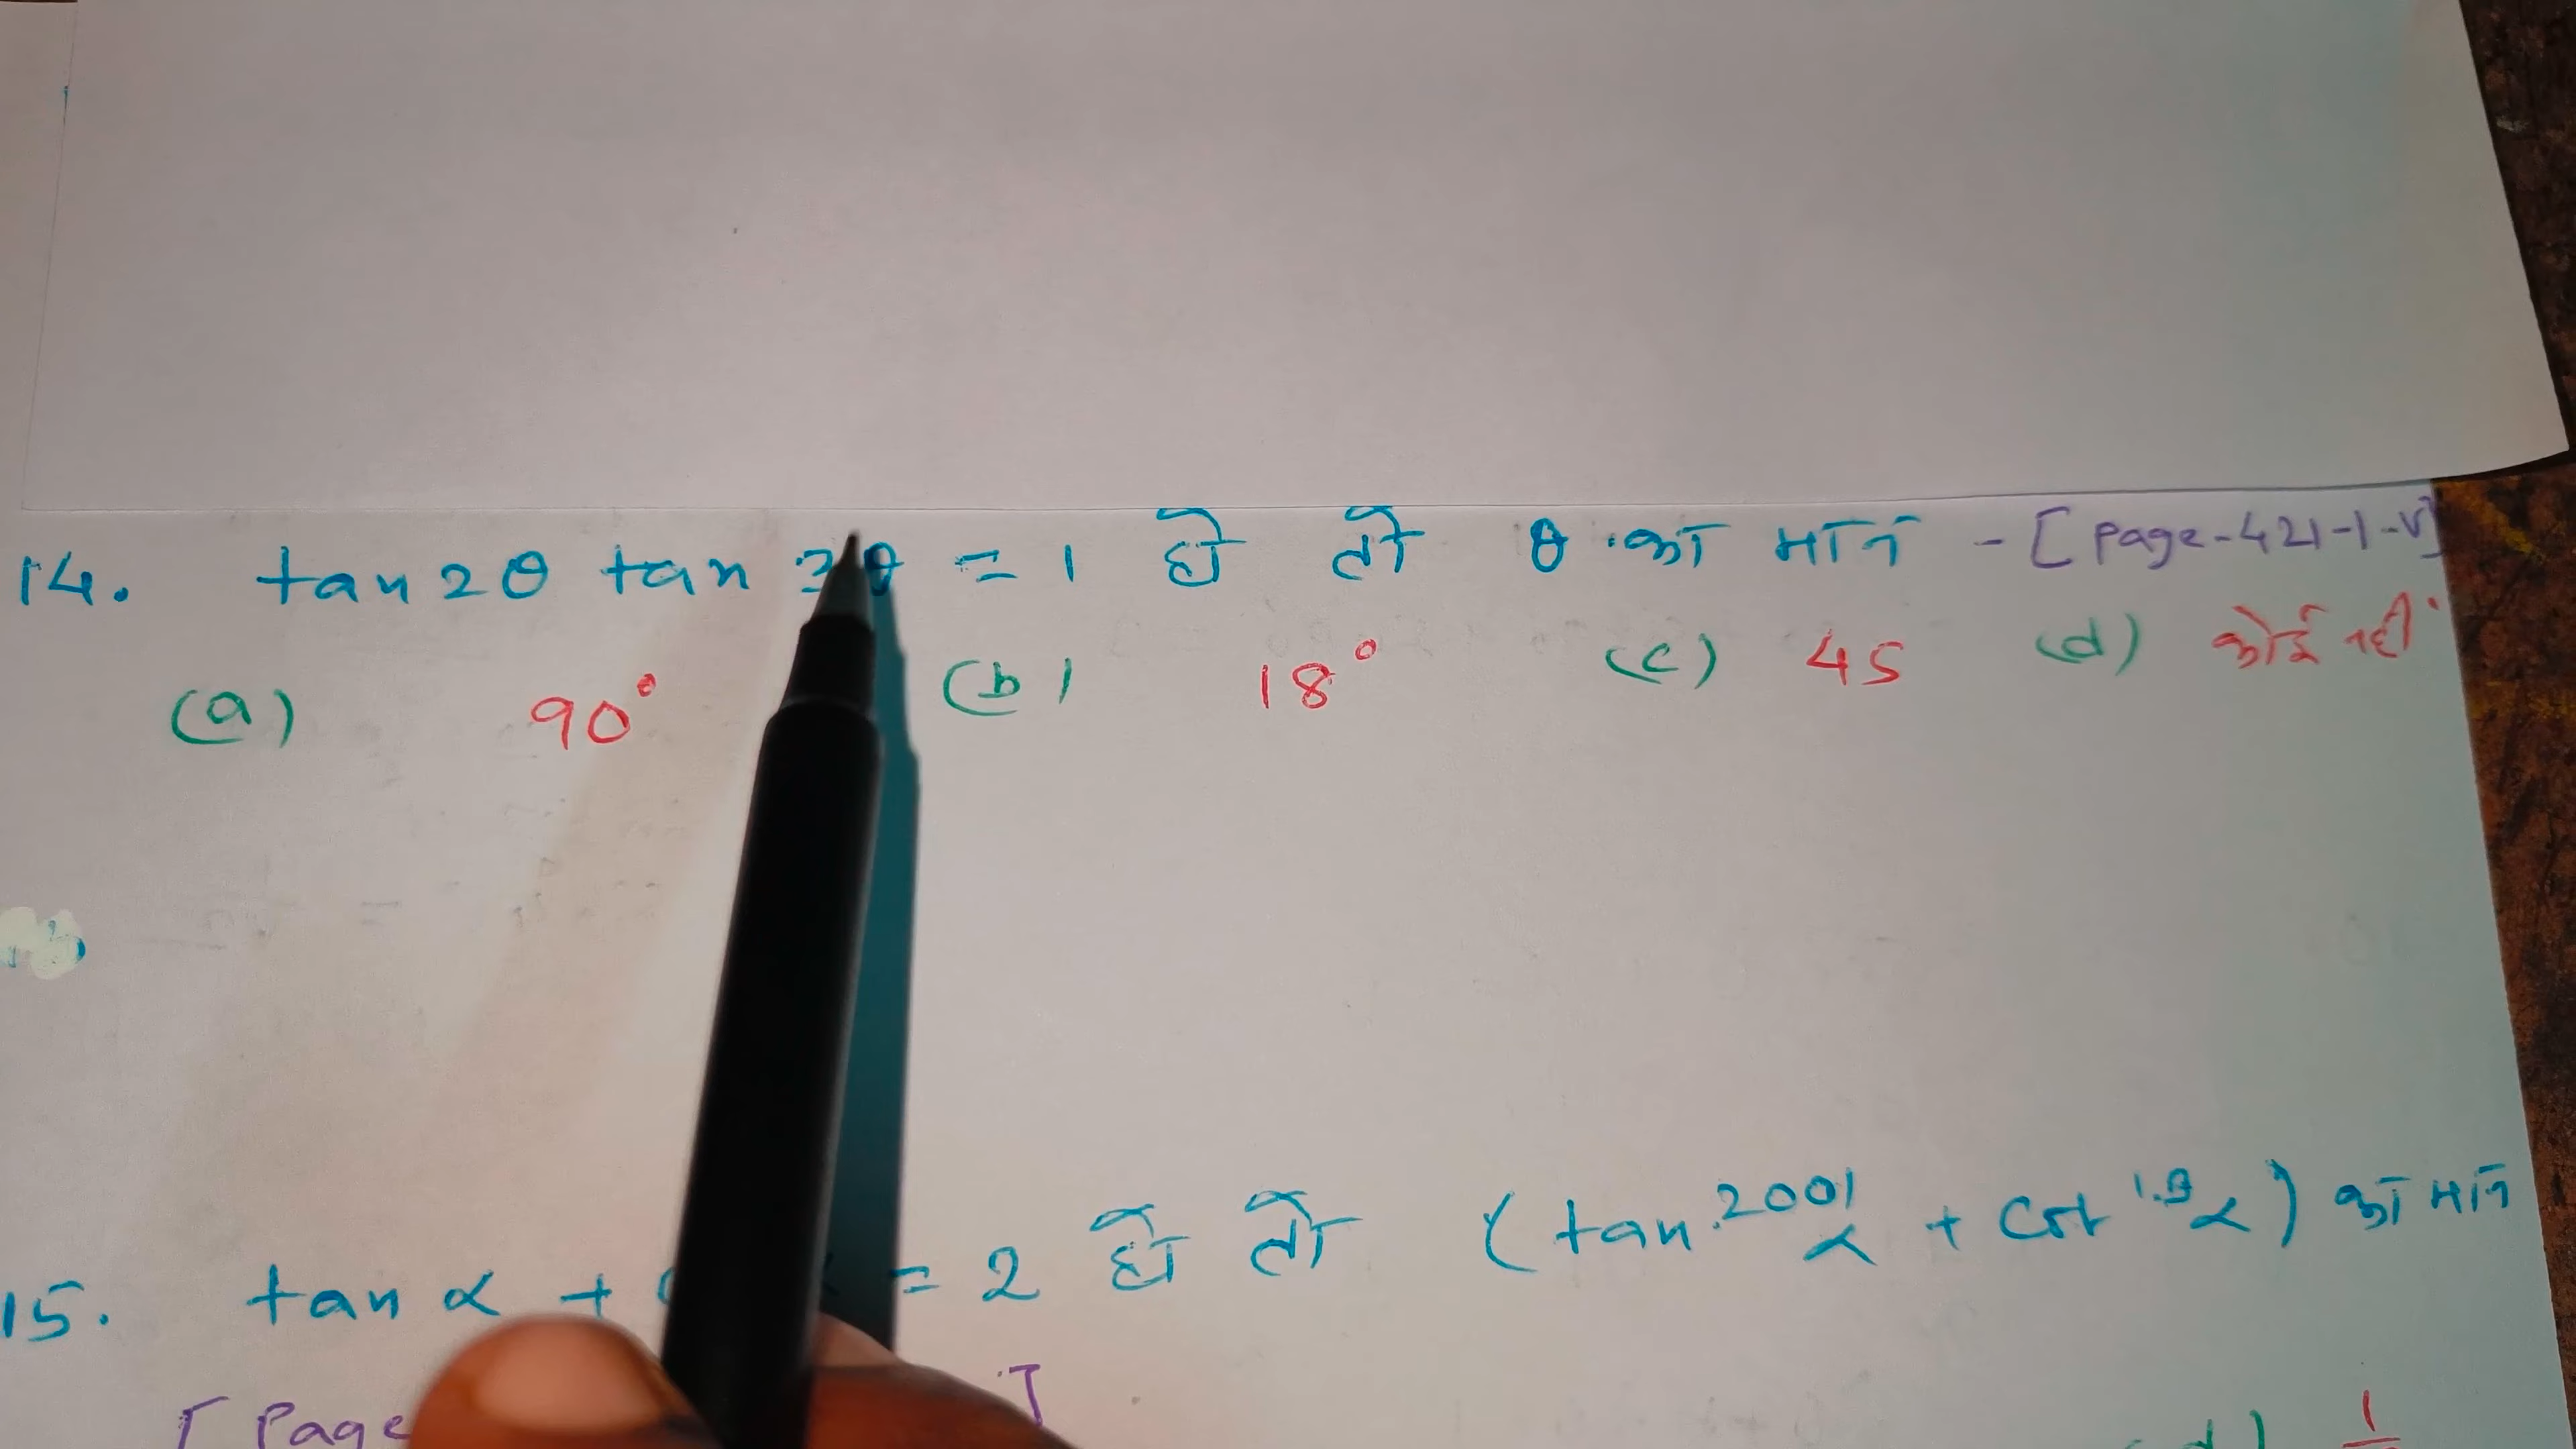 14. tan 2θ tan 3θ = 1 हो तो θ का मान - [Page-421-1-V]
(a) 90° (b) 18° (c) 45 (d) कोई नहीं
15. tan α + = 2 हो तो (tan²⁰⁰¹ α + cot α) का मान
[Page ]
d) 1